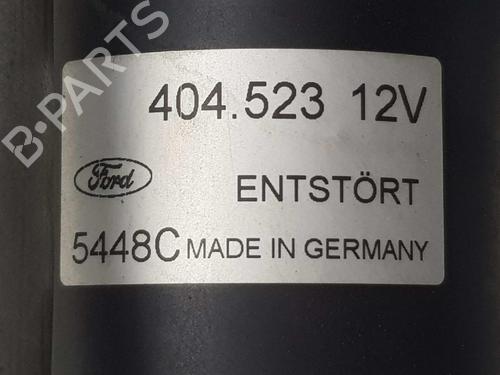 B-PARTS
404.523 12V
Ford
ENTSTÖRT
5448C MADE IN GERMANY